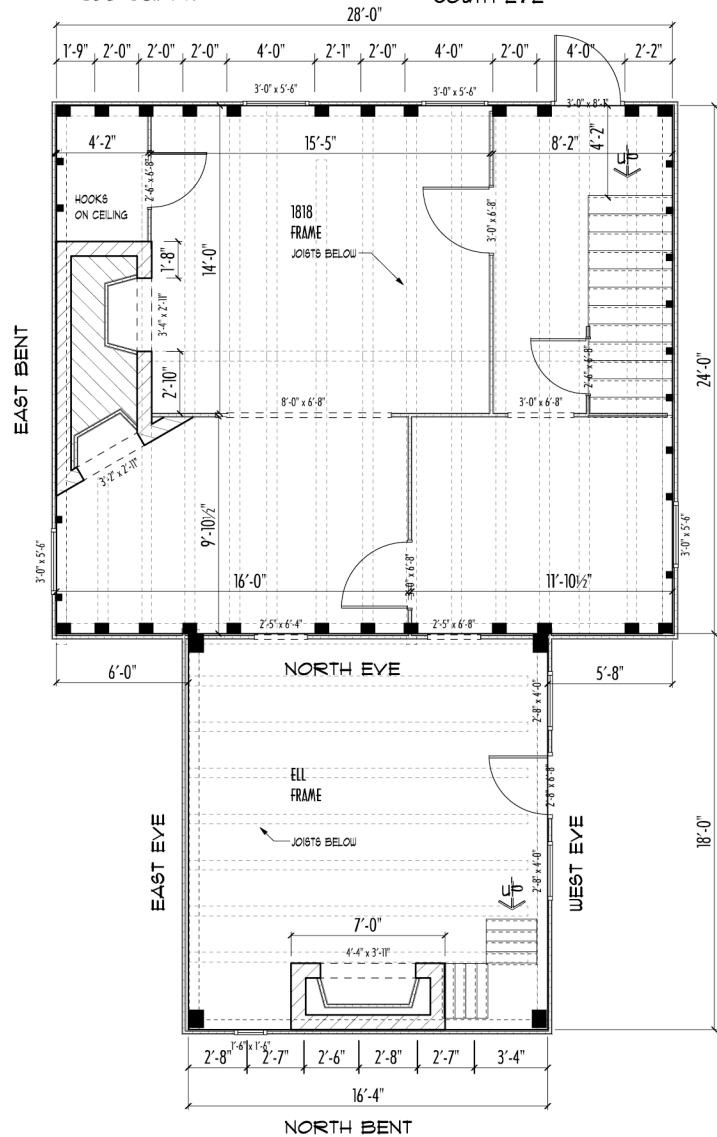 SOUTH EVE
28'-0"
1'-9" 2'-0" 2'-0" 2'-0" 4'-0" 2'-1" 2'-0" 4'-0" 2'-0" 4'-0" 2'-2"
3'-0" x 5'-6"
3'-0" x 5'-6"
3'-0" x 8'-1"
4'-2"
15'-5"
8'-2"
4'-2"
UP
2'-6" x 6'-8"
HOOKS
ON CEILING
1818
FRAME
JOISTS BELOW
3'-0" x 6'-8"
1'-8"
14'-0"
3'-4" x 2'-11"
2'-10"
EAST BENT
24'-0"
2'-6" x 6'-8"
8'-0" x 6'-8"
3'-0" x 6'-8"
3'-2" x 2'-11"
9'-10½"
3'-0" x 5'-6"
3'-0" x 5'-6"
16'-0"
3'-0" x 6'-8"
11'-10½"
2'-5" x 6'-4"
2'-5" x 6'-8"
NORTH EVE
6'-0"
5'-8"
2'-8" x 4'-0"
ELL
FRAME
JOISTS BELOW
2'-8" x 6'-8"
18'-0"
EAST EVE
WEST EVE
2'-8" x 4'-0"
UP
7'-0"
4'-4" x 3'-11"
1'-6" x 1'-6"
2'-8" 2'-7" 2'-6" 2'-8" 2'-7" 3'-4"
16'-4"
NORTH BENT